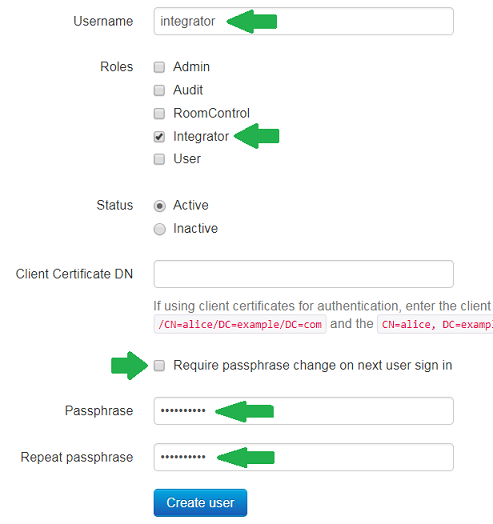 Username integrator
Roles Admin
Audit
RoomControl
Integrator
User
Status Active
Inactive
Client Certificate DN
If using client certificates for authentication, enter the client
/CN=alice/DC=example/DC=com and the CN=alice, DC=exam
Require passphrase change on next user sign in
Passphrase ••••••••••
Repeat passphrase ••••••••••
Create user